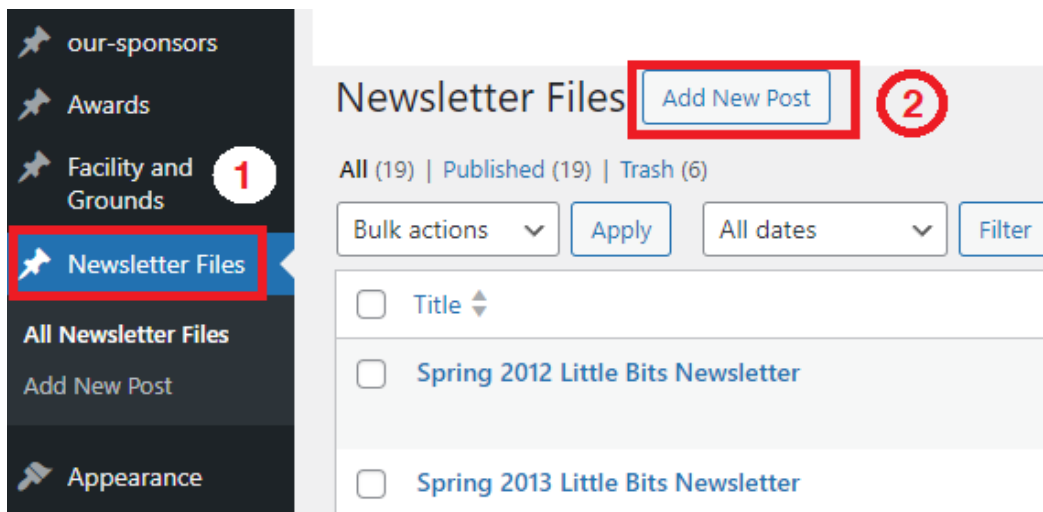 our-sponsors
Awards
Facility and
Grounds
1
Newsletter Files
All Newsletter Files
Add New Post
Appearance
Newsletter Files
Add New Post
2
All (19) | Published (19) | Trash (6)
Bulk actions
Apply
All dates
Filter
Title
Spring 2012 Little Bits Newsletter
Spring 2013 Little Bits Newsletter